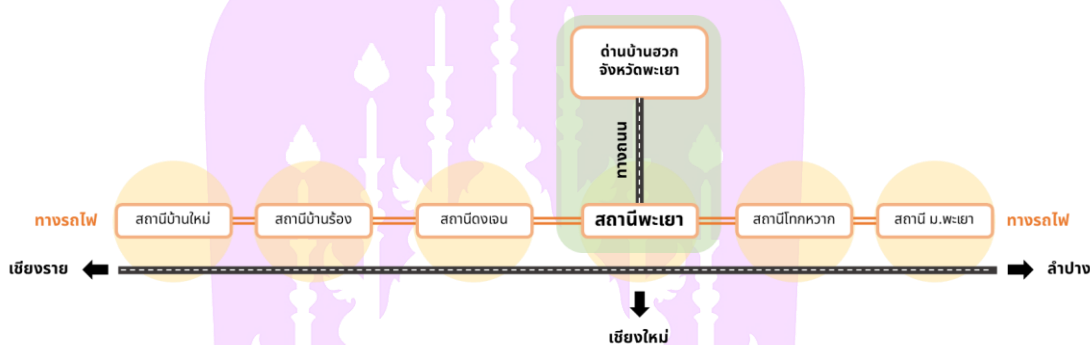 ด่านบ้านฮวก
จังหวัดพะเยา
ทางถนน
ทางรถไฟ
สถานีบ้านใหม่
สถานีบ้านร้อง
สถานีดงเจน
สถานีพะเยา
สถานีโทกหวาก
สถานี ม.พะเยา
ทางรถไฟ
เชียงราย
ลำปาง
เชียงใหม่